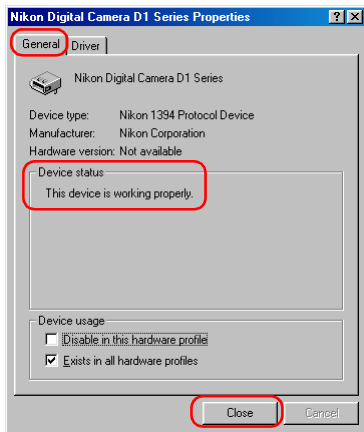 Nikon Digital Camera D1 Series Properties
General Driver
Nikon Digital Camera D1 Series
Device type: Nikon 1394 Protocol Device
Manufacturer: Nikon Corporation
Hardware version: Not available
Device status
This device is working properly.
Device usage
Disable in this hardware profile
Exists in all hardware profiles
Close Cancel